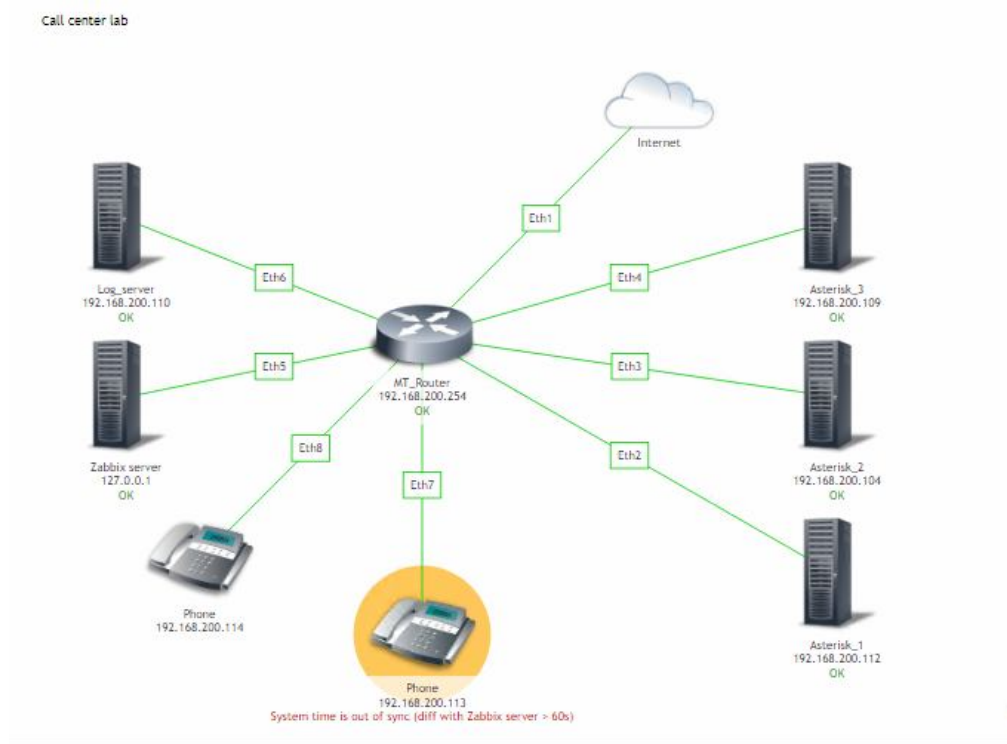 Call center lab
Internet
Eth1
Log_server
192.168.200.110
OK
Eth6
Eth4
Asterisk_3
192.168.200.109
OK
MT_Router
192.168.200.254
OK
Eth5
Eth3
Zabbix server
127.0.0.1
OK
Asterisk_2
192.168.200.104
OK
Eth8
Eth7
Eth2
Phone
192.168.200.114
Asterisk_1
192.168.200.112
OK
Phone
192.168.200.113
System time is out of sync (diff with Zabbix server > 60s)